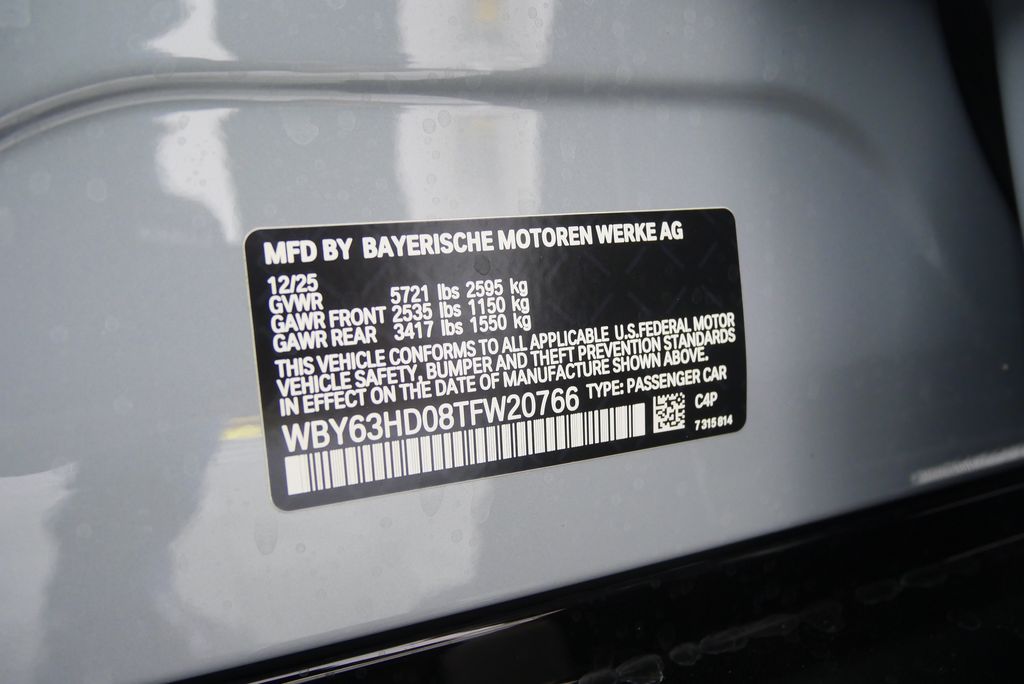 MFD BY BAYERISCHE MOTOREN WERKE AG
12/25
GVWR 5721 lbs 2595 kg
GAWR FRONT 2535 lbs 1150 kg
GAWR REAR 3417 lbs 1550 kg
THIS VEHICLE CONFORMS TO ALL APPLICABLE U.S.FEDERAL MOTOR
VEHICLE SAFETY, BUMPER AND THEFT PREVENTION STANDARDS
IN EFFECT ON THE DATE OF MANUFACTURE SHOWN ABOVE.
WBY63HD08TFW20766 TYPE: PASSENGER CAR
C4P
7 315 614